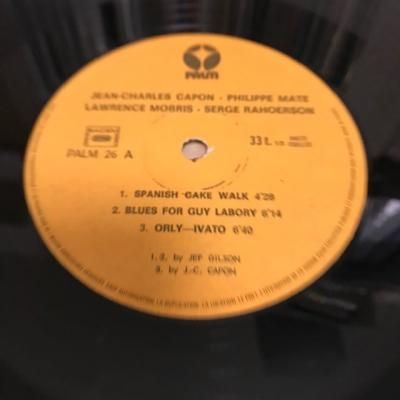 PALM
JEAN-CHARLES CAPON - PHILIPPE MATE
LAWRENCE MORRIS - SERGE RAHOERSON
PALM 26 A
33 L
1. SPANISH CAKE WALK 4'28
2. BLUES FOR GUY LABORY 6'14
3. ORLY—IVATO 6'40
1, 2. by JEF GILSON
3. by J.-C. CAPON